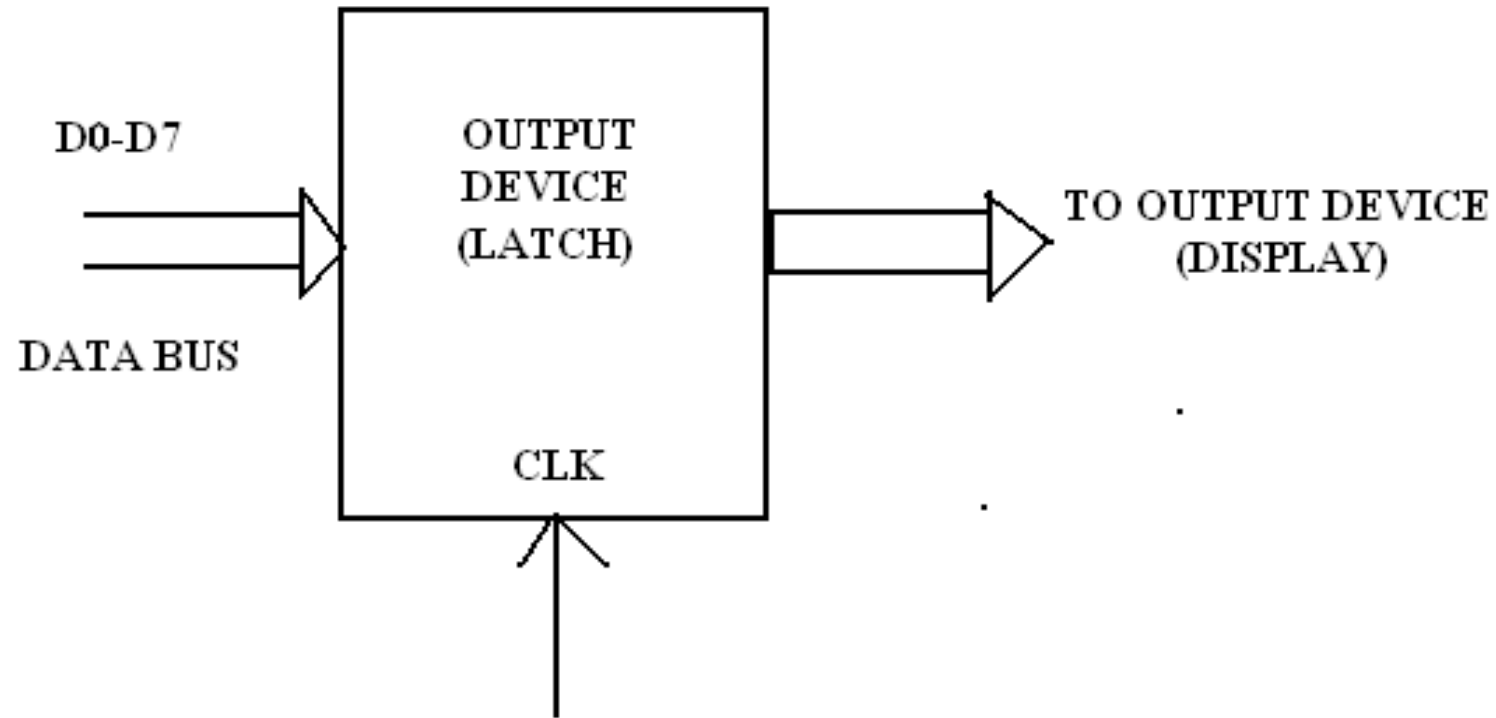 D0-D7
DATA BUS
OUTPUT
DEVICE
(LATCH)
CLK
TO OUTPUT DEVICE
(DISPLAY)